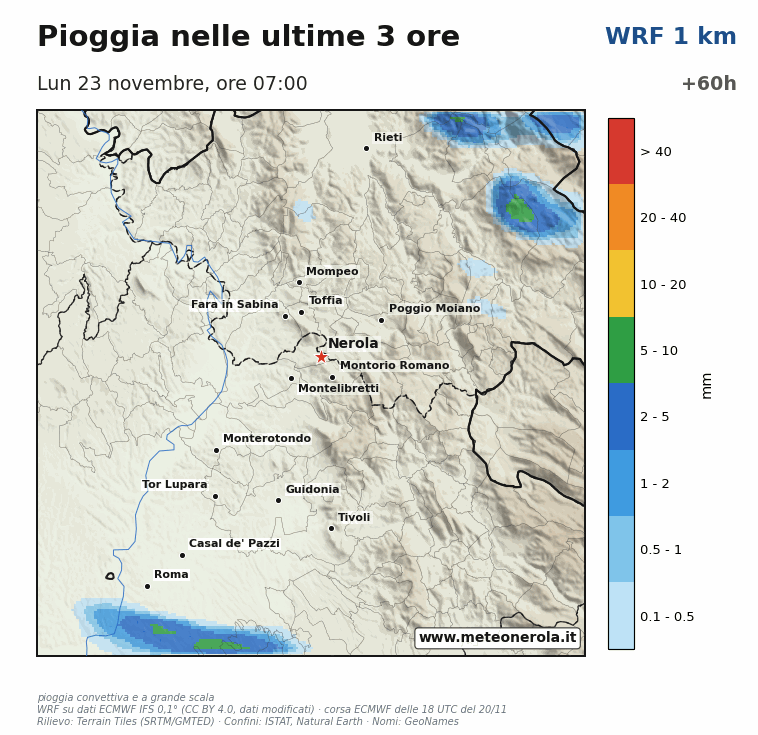 Pioggia nelle ultime 3 ore
WRF 1 km
Lun 23 novembre, ore 07:00
+60h
Rieti
Mompeo
Fara in Sabina
Toffia
Poggio Moiano
Nerola
Montorio Romano
Montelibretti
Monterotondo
Tor Lupara
Guidonia
Tivoli
Casal de' Pazzi
Roma
www.meteonerola.it
> 40
20 - 40
10 - 20
5 - 10
2 - 5
1 - 2
0.5 - 1
0.1 - 0.5
mm
pioggia convettiva e a grande scala
WRF su dati ECMWF IFS 0,1° (CC BY 4.0, dati modificati) · corsa ECMWF delle 18 UTC del 20/11
Rilievo: Terrain Tiles (SRTM/GMTED) · Confini: ISTAT, Natural Earth · Nomi: GeoNames